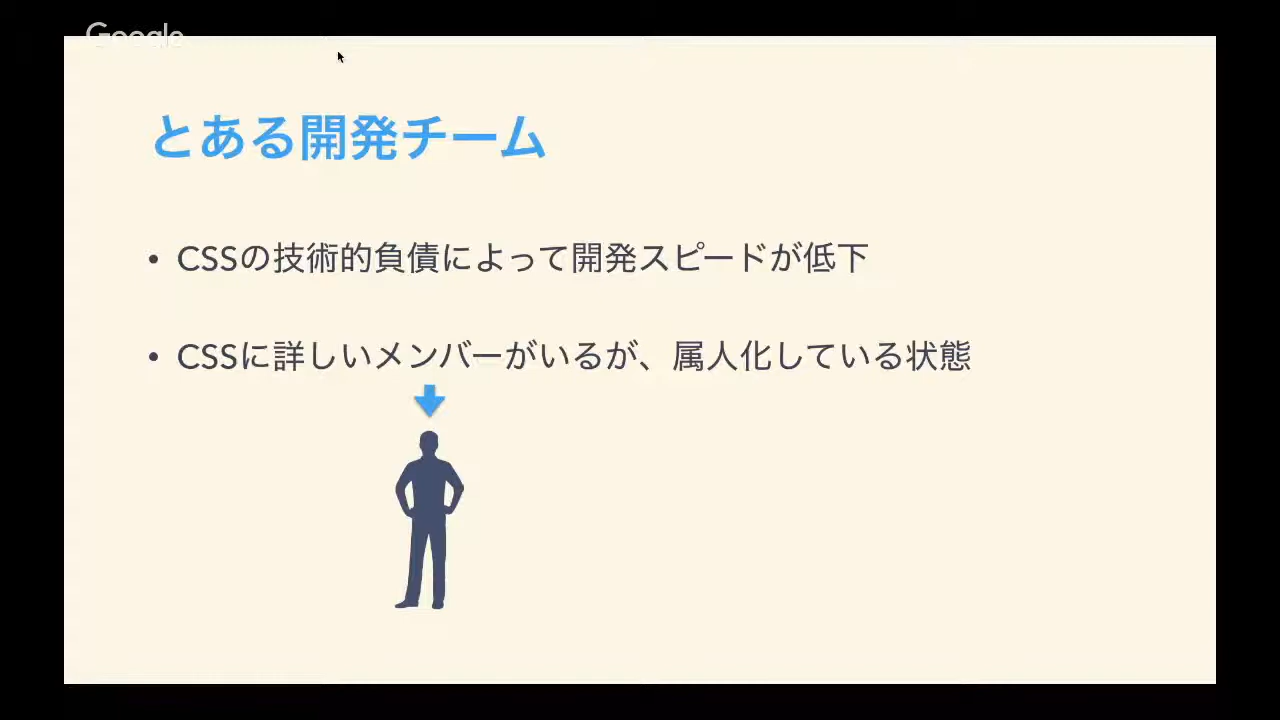 Google
とある開発チーム
• CSSの技術的負債によって開発スピードが低下
• CSSに詳しいメンバーがいるが、属人化している状態